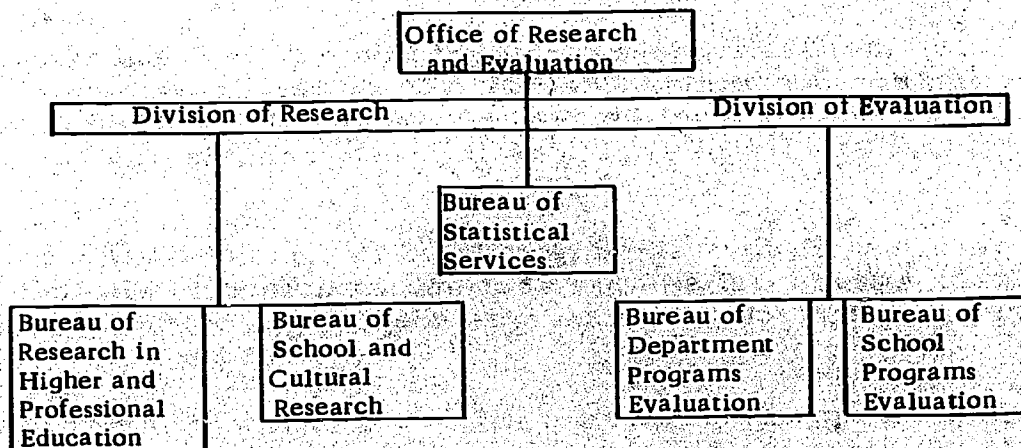 Office of Research
and Evaluation
Division of Research
Division of Evaluation
Bureau of
Statistical
Services
Bureau of
Research in
Higher and
Professional
Education
Bureau of
School and
Cultural
Research
Bureau of
Department
Programs
Evaluation
Bureau of
School
Programs
Evaluation